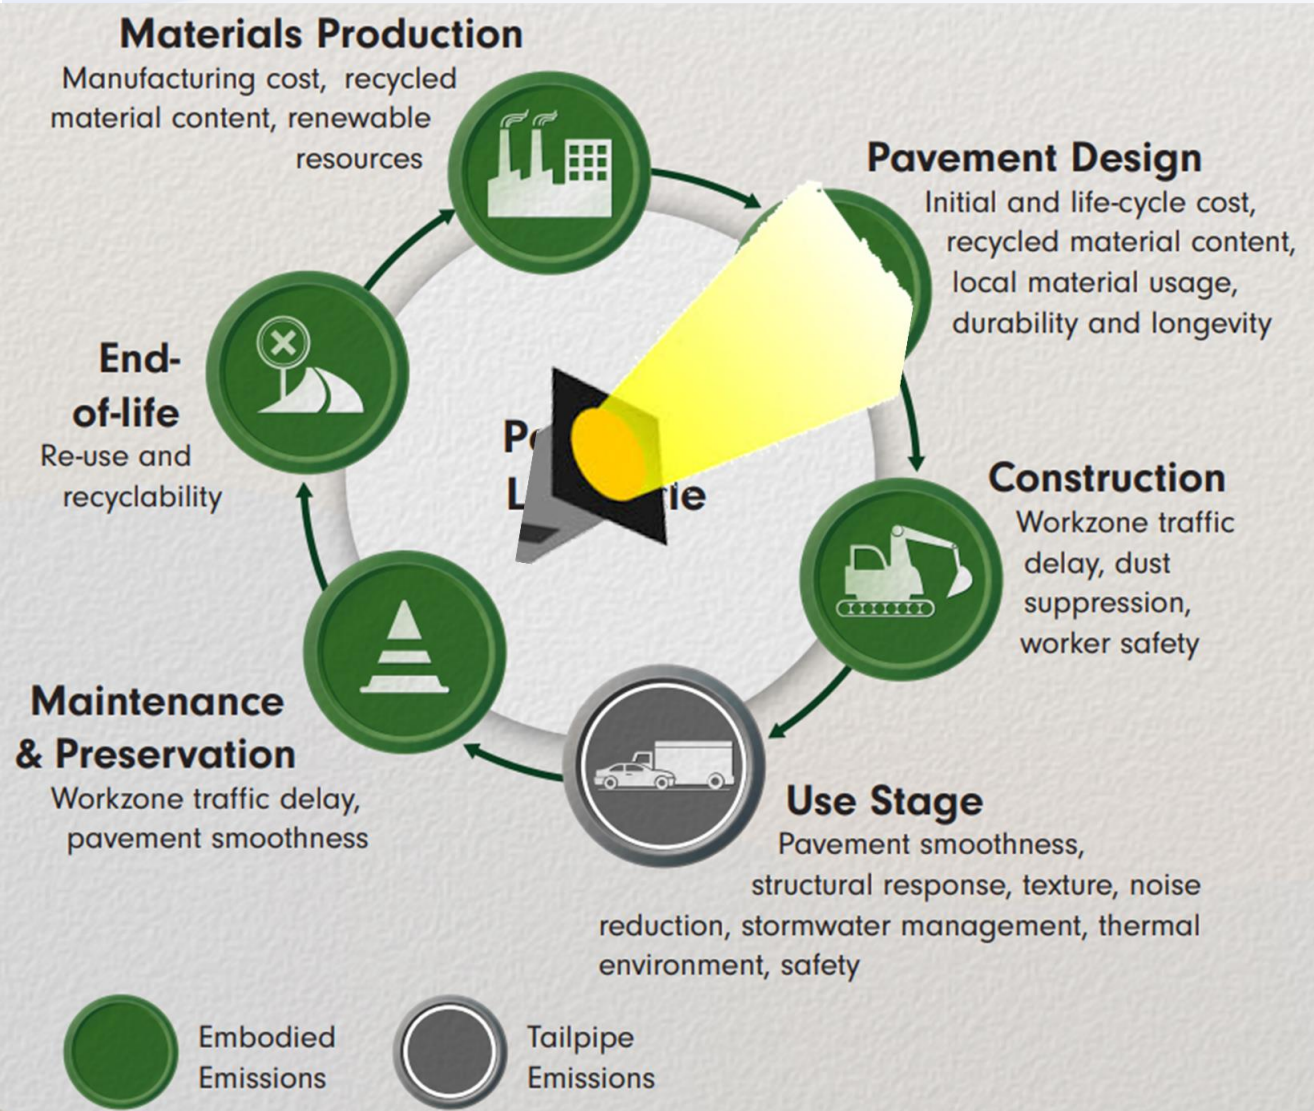 Materials Production
Manufacturing cost, recycled
material content, renewable
resources
Pavement Design
Initial and life-cycle cost,
recycled material content,
local material usage,
durability and longevity
End-
of-life
Re-use and
recyclability
Construction
Workzone traffic
delay, dust
suppression,
worker safety
Maintenance
& Preservation
Workzone traffic delay,
pavement smoothness
Use Stage
Pavement smoothness,
structural response, texture, noise
reduction, stormwater management, thermal
environment, safety
Embodied
Emissions
Tailpipe
Emissions